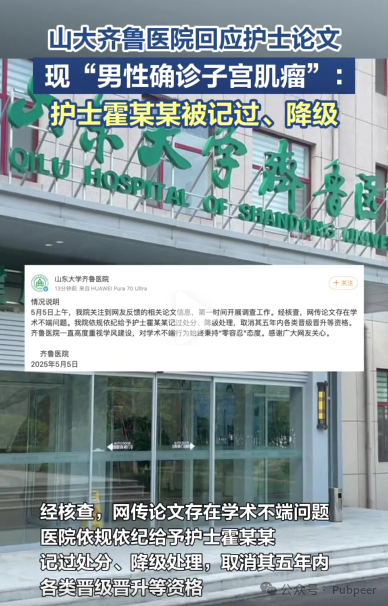 山大齐鲁医院回应护士论文
现“男性确诊子宫肌瘤”：
护士霍某某被记过、降级
山东大学齐鲁医
QILU HOSPITAL OF SHANDONG UNIVE
山东大学齐鲁医院
13分钟前 来自 HUAWEI Pura 70 Ultra
+关注
情况说明
5月5日上午，我院关注到网友反馈的相关论文信息，第一时间开展调查工作。经核查，网传论文存在学
术不端问题。我院依规依纪给予护士霍某某记过处分、降级处理，取消其五年内各类晋级晋升等资格。
齐鲁医院一直高度重视学风建设，对学术不端行为始终秉持“零容忍”态度。感谢广大网友关心。
齐鲁医院
2025年5月5日
经核查，网传论文存在学术不端问题
医院依规依纪给予护士霍某某
记过处分、降级处理，取消其五年内
各类晋级晋升等资格
公众号 · Pubpeer